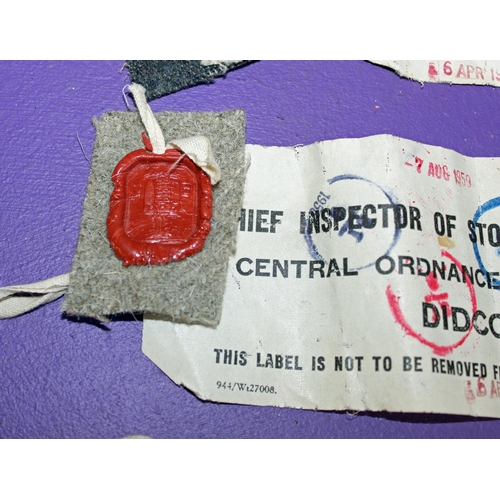 6 APR 19
-7 AUG 1959
HIEF INSPECTOR OF STO
CENTRAL ORDNANCE
DIDCO
THIS LABEL IS NOT TO BE REMOVED F
944/Wt27008.